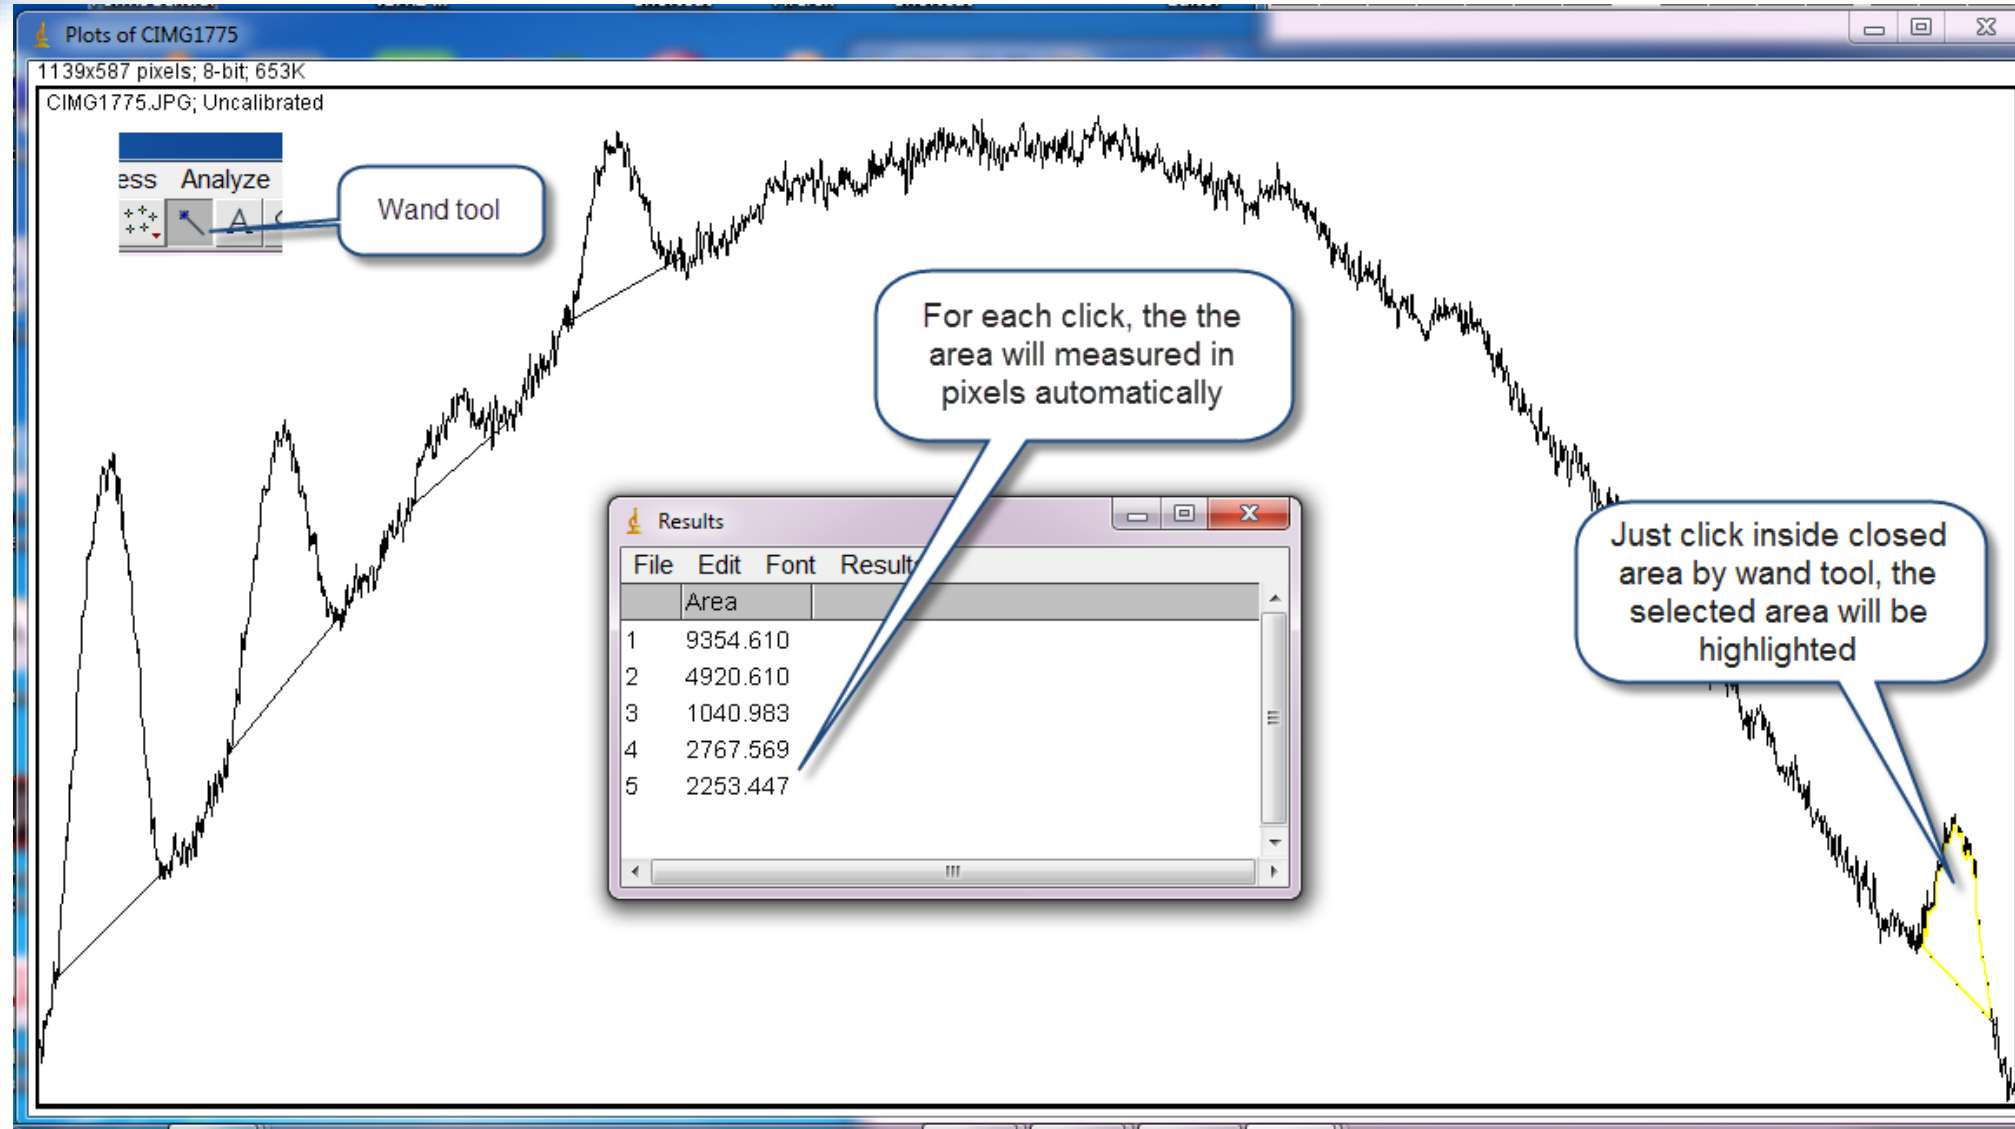 Plots of CIMG1775
1139x587 pixels; 8-bit; 653K
CIMG1775.JPG; Uncalibrated
ess Analyze
A
Wand tool
For each click, the the
area will measured in
pixels automatically
Results
File Edit Font Results
Area
1 9354.610
2 4920.610
3 1040.983
4 2767.569
5 2253.447
Just click inside closed
area by wand tool, the
selected area will be
highlighted